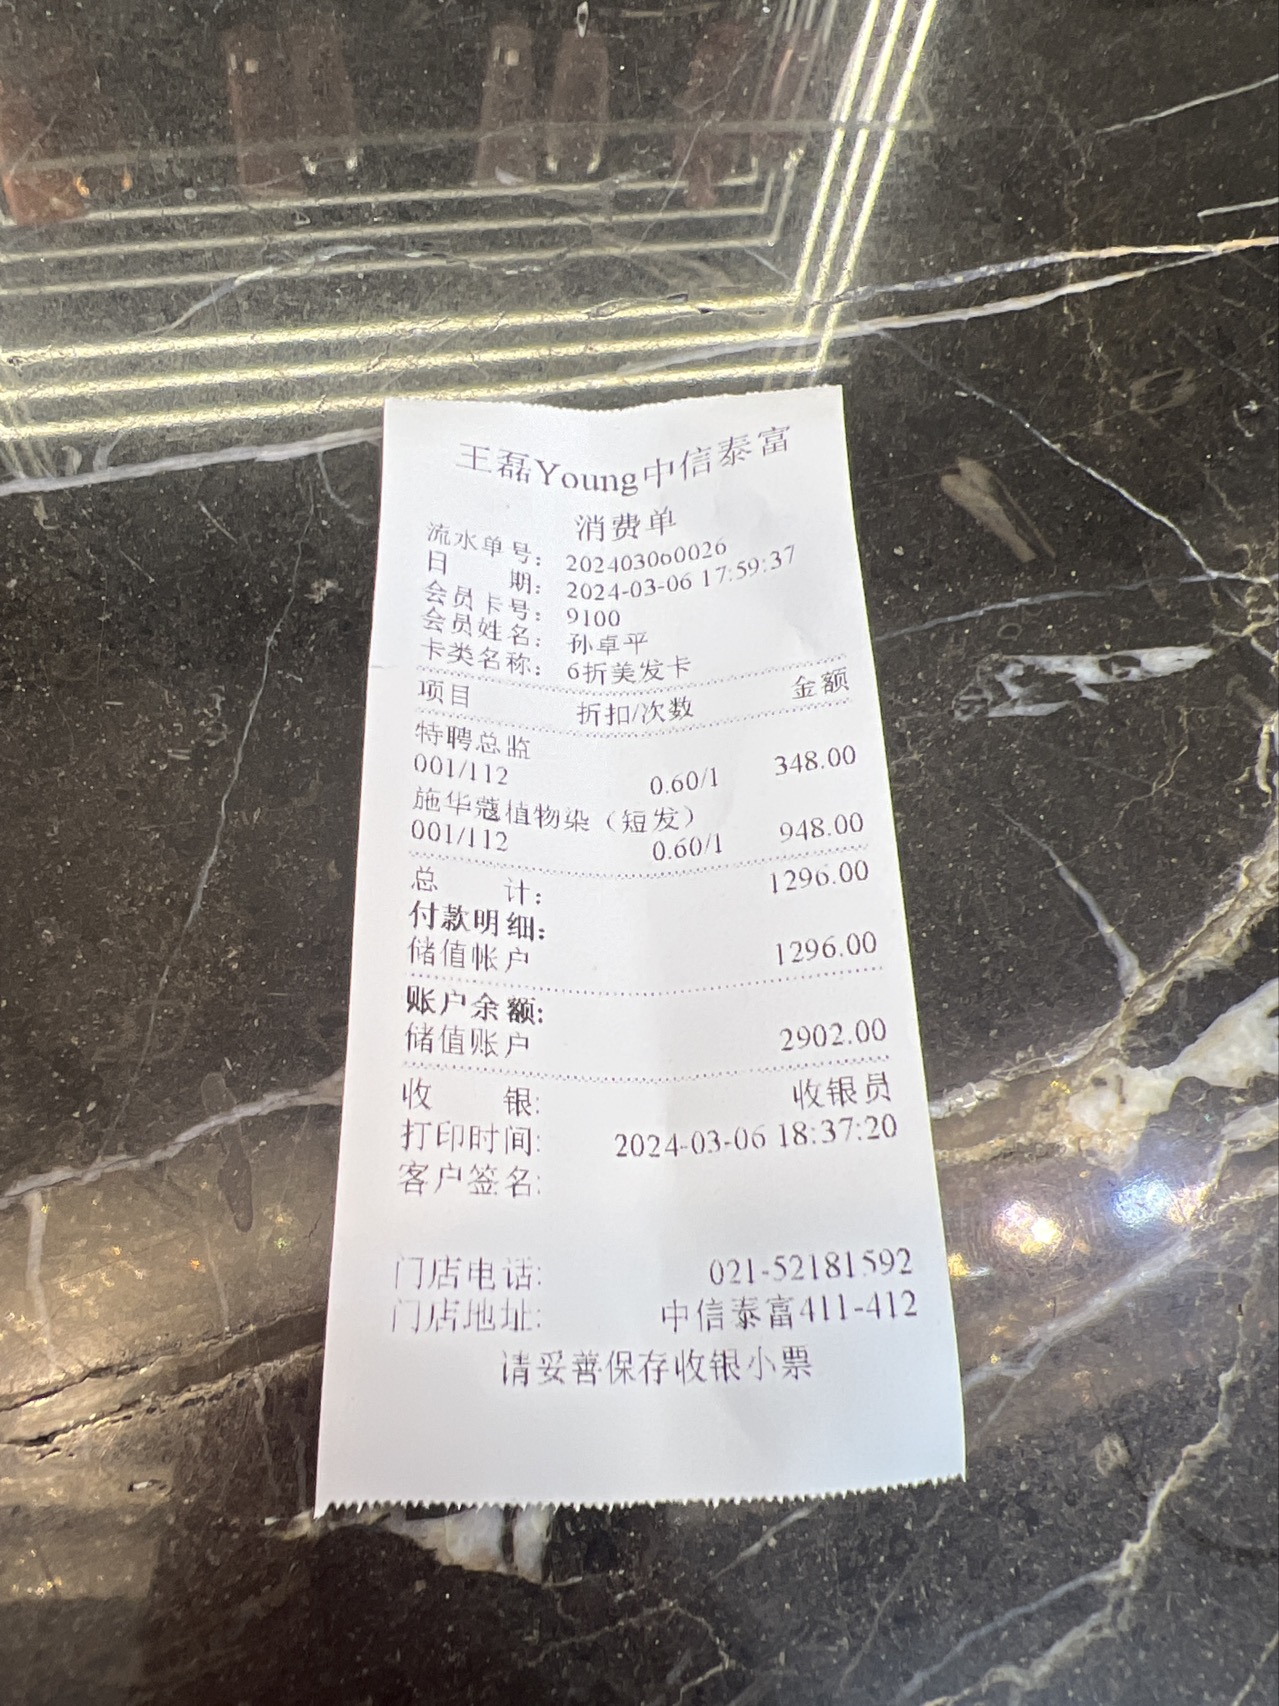 王磊Young中信泰富
消费单
流水单号： 202403060026
日 期： 2024-03-06 17:59:37
会员卡号： 9100
会员姓名： 孙卓平
卡类名称： 6折美发卡
项目 折扣/次数 金额
特聘总监
001/112 0.60/1 348.00
施华蔻植物染（短发）
001/112 0.60/1 948.00
总 计： 1296.00
付款明细：
储值帐户 1296.00
账户余额：
储值账户 2902.00
收 银: 收银员
打印时间: 2024-03-06 18:37:20
客户签名:
门店电话: 021-52181592
门店地址: 中信泰富411-412
请妥善保存收银小票